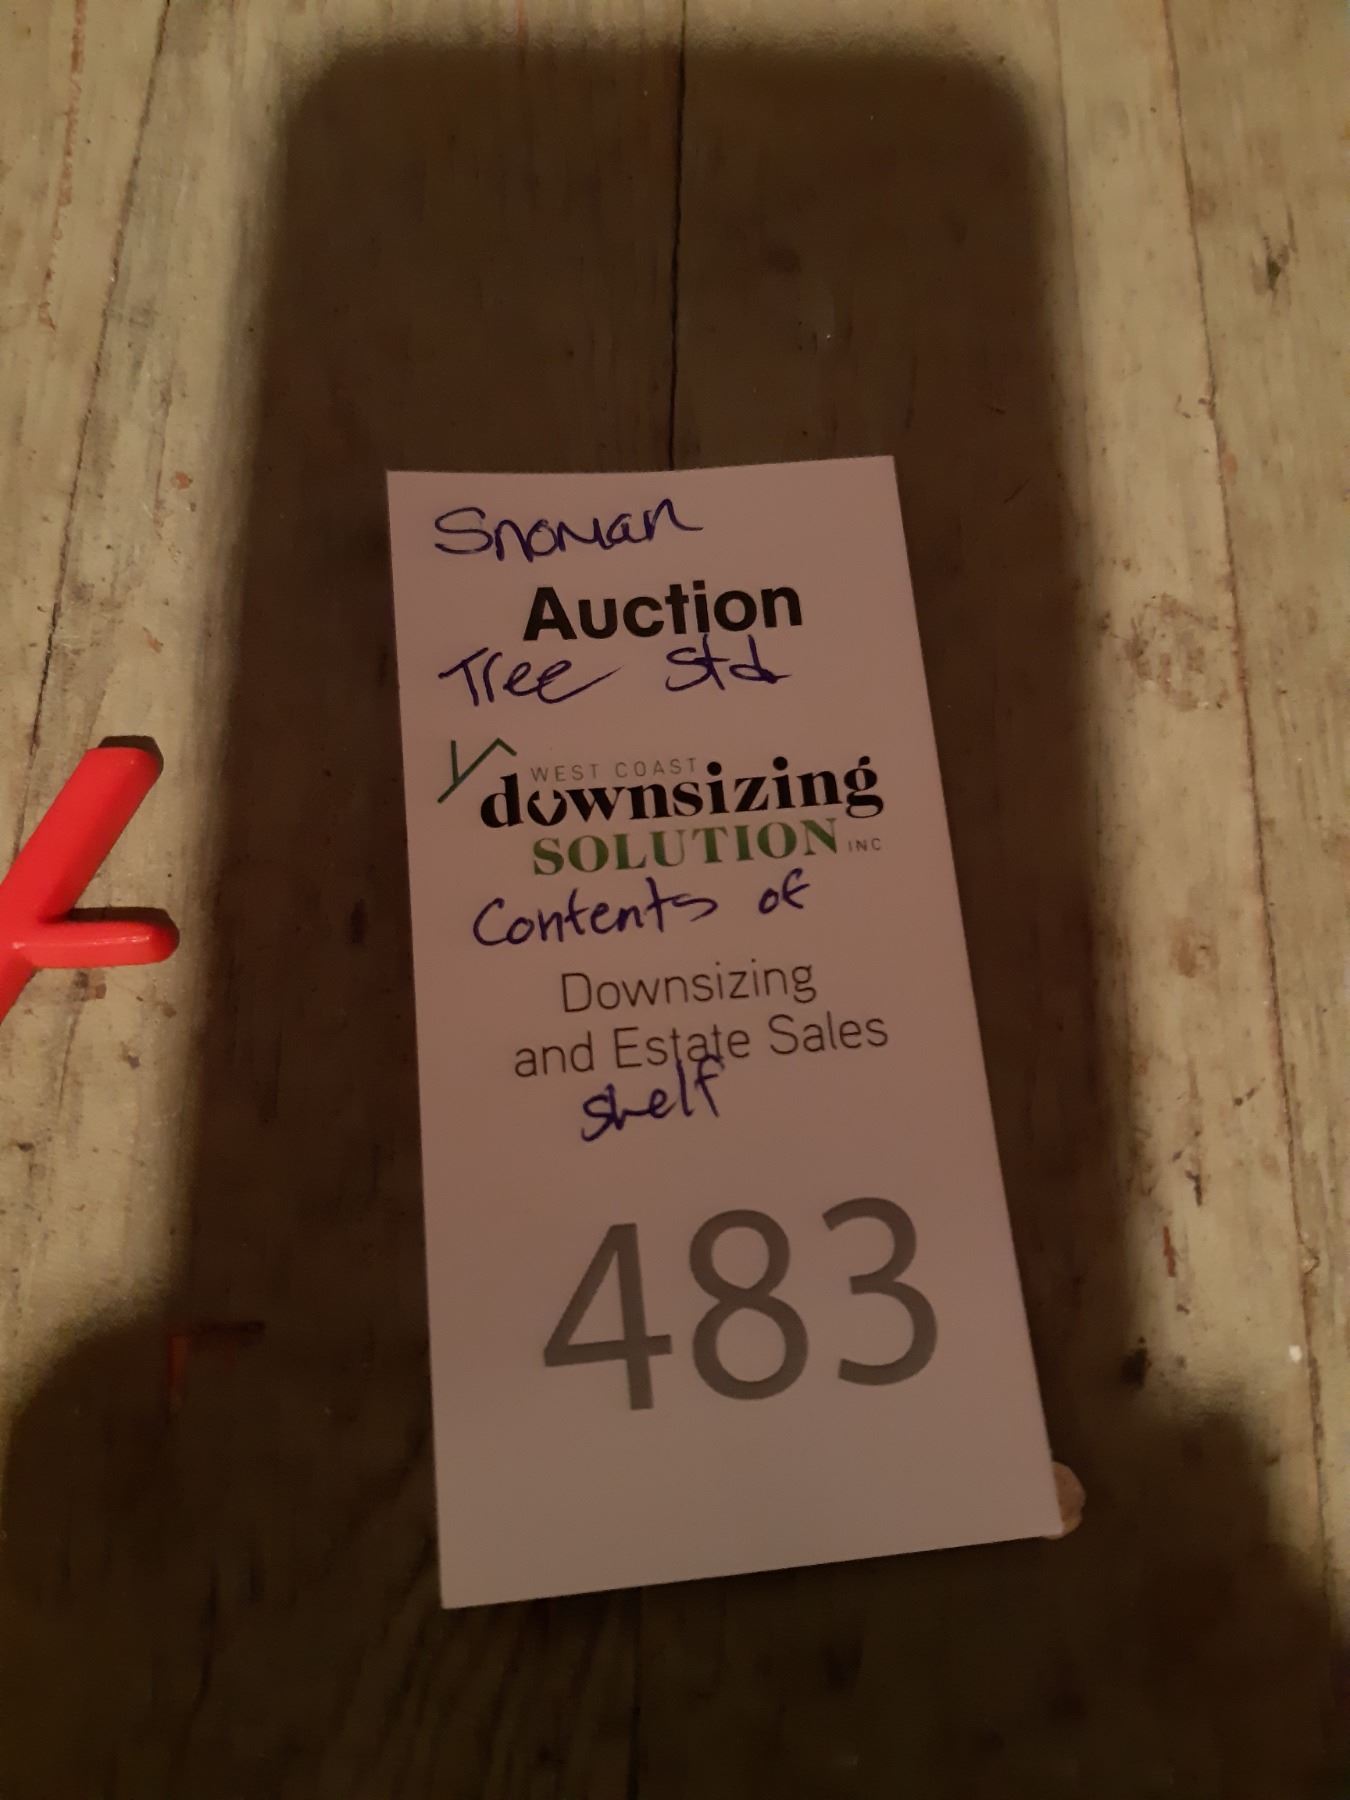 Snoman
Auction
Tree Std
WEST COAST
downsizing
SOLUTION INC
Contents of
Downsizing
and Estate Sales
shelf
483